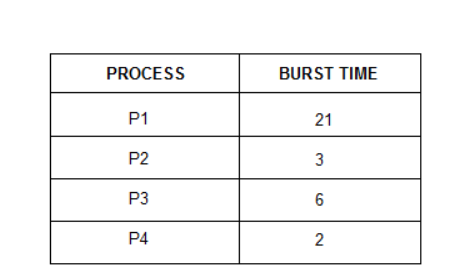 PROCESS BURST TIME
P1 21
P2 3
P3 6
P4 2